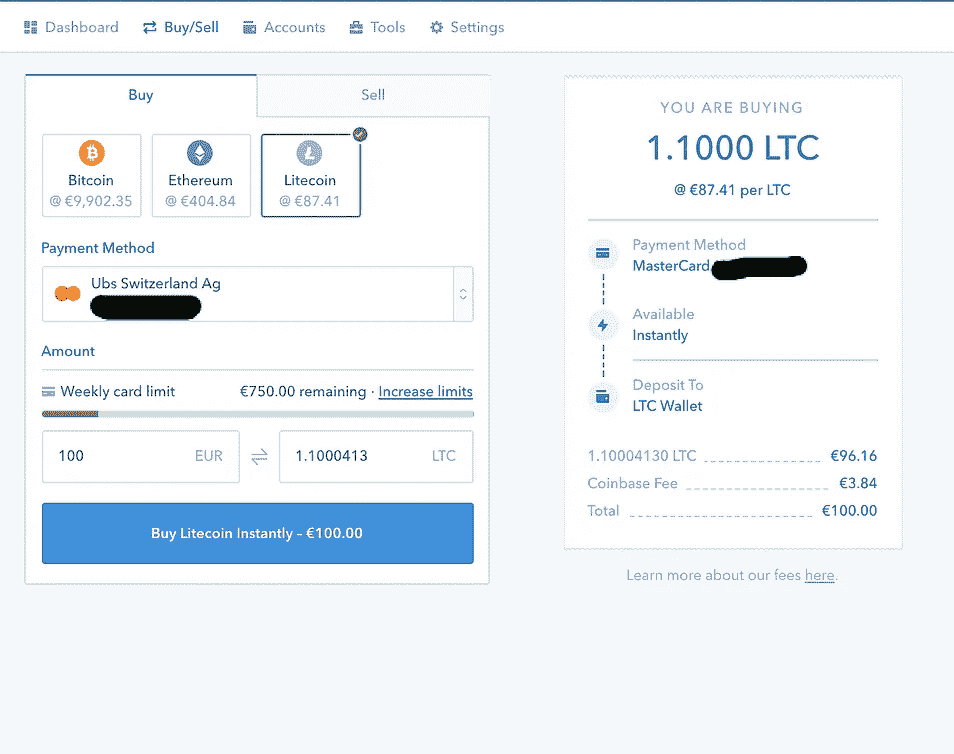 Dashboard Buy/Sell Accounts Tools Settings
Buy Sell
Bitcoin
@ €9,902.35
Ethereum
@ €404.84
Litecoin
@ €87.41
Payment Method
Ubs Switzerland Ag
Amount
Weekly card limit €750.00 remaining · Increase limits
100 EUR 1.1000413 LTC
Buy Litecoin Instantly – €100.00
YOU ARE BUYING
1.1000 LTC
@ €87.41 per LTC
Payment Method
MasterCard
Available
Instantly
Deposit To
LTC Wallet
1.10004130 LTC €96.16
Coinbase Fee €3.84
Total €100.00
Learn more about our fees here.